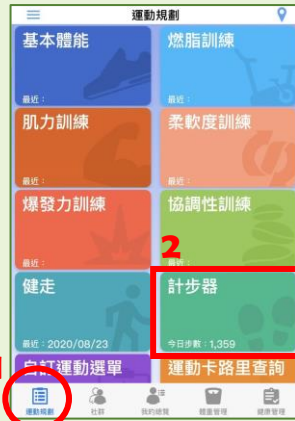 運動規劃
基本體能
燃脂訓練
最近：
最近：
肌力訓練
柔軟度訓練
最近：
最近：
爆發力訓練
協調性訓練
最近：
2
最近：
健走
計步器
最近：2020/08/23
今日步數：1,359
自訂運動選單
運動卡路里查詢
運動規劃
社群
我的總覽
體重管理
健康管理